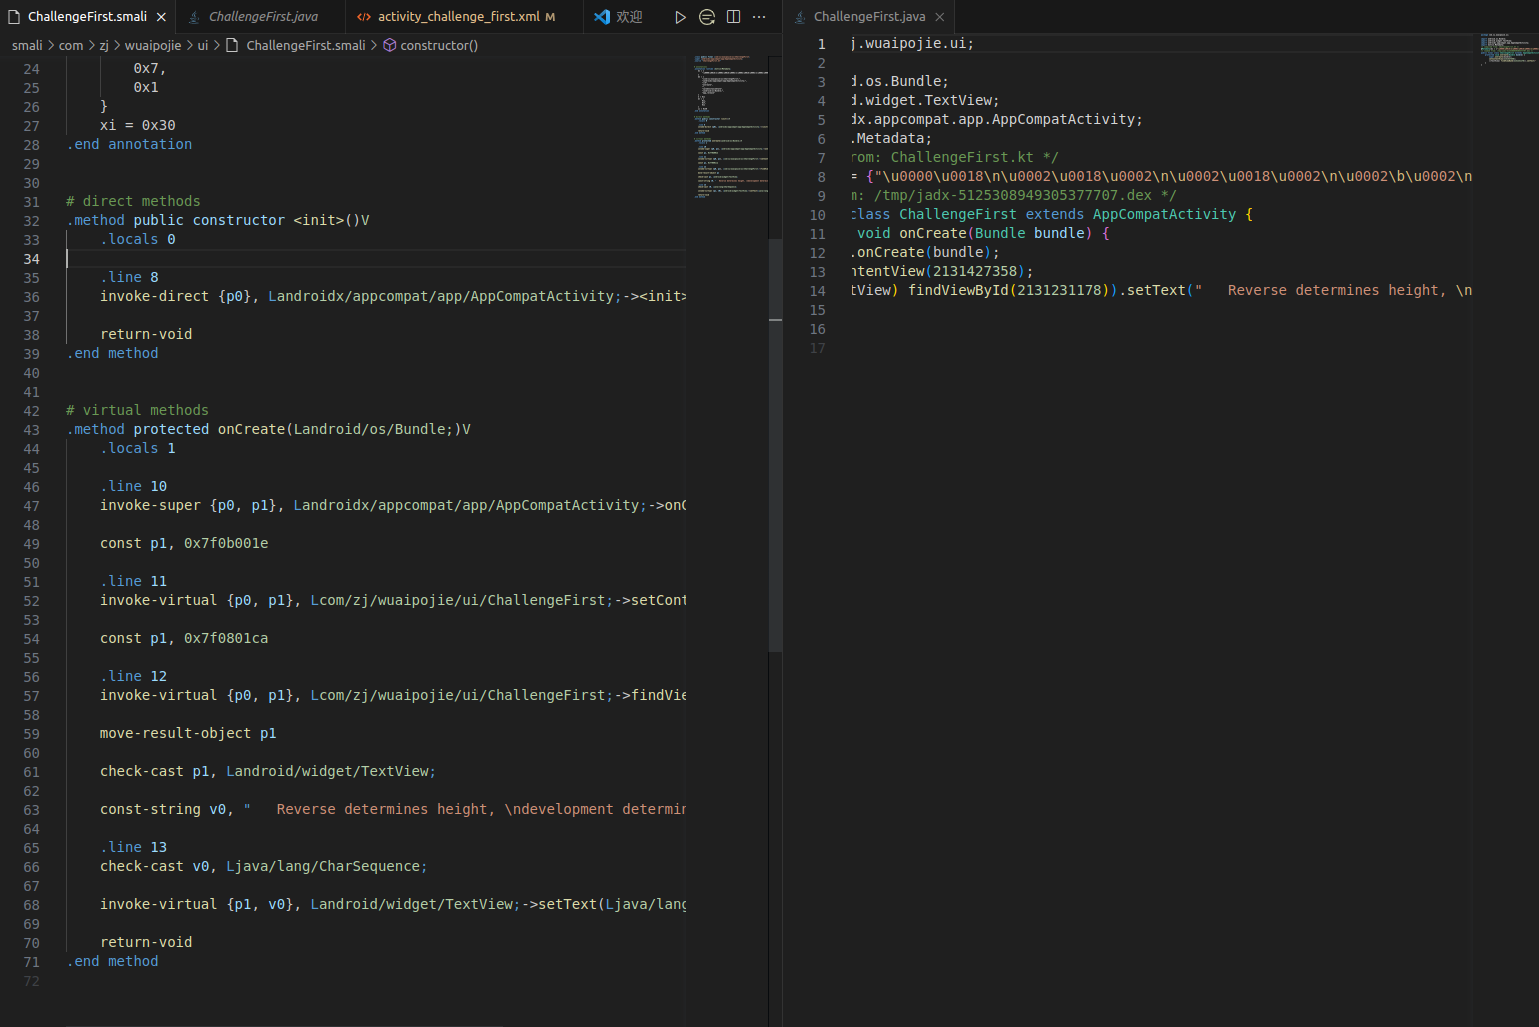 ChallengeFirst.smali
ChallengeFirst.java
activity_challenge_first.xml M
欢迎
smali > com > zj > wuaipojie > ui > ChallengeFirst.smali > constructor()
24 0x7,
25 0x1
26 }
27 xi = 0x30
28 .end annotation
29
30
31 # direct methods
32 .method public constructor <init>()V
33 .locals 0
34
35 .line 8
36 invoke-direct {p0}, Landroidx/appcompat/app/AppCompatActivity;-><init>
37
38 return-void
39 .end method
40
41
42 # virtual methods
43 .method protected onCreate(Landroid/os/Bundle;)V
44 .locals 1
45
46 .line 10
47 invoke-super {p0, p1}, Landroidx/appcompat/app/AppCompatActivity;->onC
48
49 const p1, 0x7f0b001e
50
51 .line 11
52 invoke-virtual {p0, p1}, Lcom/zj/wuaipojie/ui/ChallengeFirst;->setCont
53
54 const p1, 0x7f0801ca
55
56 .line 12
57 invoke-virtual {p0, p1}, Lcom/zj/wuaipojie/ui/ChallengeFirst;->findVie
58
59 move-result-object p1
60
61 check-cast p1, Landroid/widget/TextView;
62
63 const-string v0, "   Reverse determines height, \ndevelopment determin
64
65 .line 13
66 check-cast v0, Ljava/lang/CharSequence;
67
68 invoke-virtual {p1, v0}, Landroid/widget/TextView;->setText(Ljava/lang
69
70 return-void
71 .end method
72
ChallengeFirst.java
1 j.wuaipojie.ui;
2
3 d.os.Bundle;
4 d.widget.TextView;
5 dx.appcompat.app.AppCompatActivity;
6 .Metadata;
7 rom: ChallengeFirst.kt */
8 = {"\u0000\u0018\n\u0002\u0018\u0002\n\u0002\u0018\u0002\n\u0002\b\u0002\n
9 m: /tmp/jadx-5125308949305377707.dex */
10 class ChallengeFirst extends AppCompatActivity {
11 void onCreate(Bundle bundle) {
12 .onCreate(bundle);
13 ntentView(2131427358);
14 tView) findViewById(2131231178)).setText("   Reverse determines height, \n
15
16
17